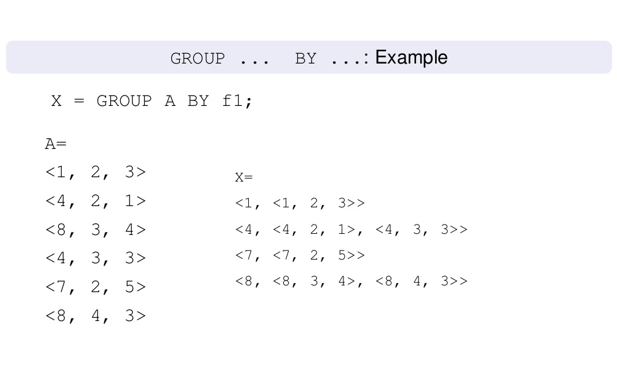 GROUP ... BY ...: Example
X = GROUP A BY f1;
A=
<1, 2, 3>
<4, 2, 1>
<8, 3, 4>
<4, 3, 3>
<7, 2, 5>
<8, 4, 3>
X=
<1, <1, 2, 3>>
<4, <4, 2, 1>, <4, 3, 3>>
<7, <7, 2, 5>>
<8, <8, 3, 4>, <8, 4, 3>>